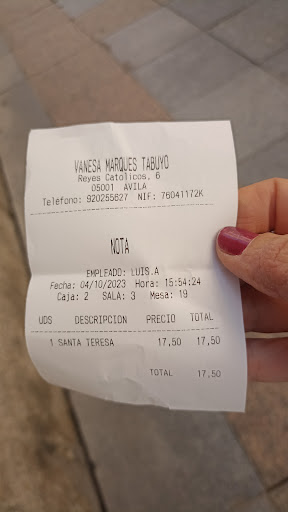 VANESA MARQUES TABUYO
Reyes Católicos, 6
05001 AVILA
Teléfono: 920255627 NIF: 76041172K
NOTA
EMPLEADO: LUIS.A
Fecha: 04/10/2023 Hora: 15:54:24
Caja: 2 SALA: 3 Mesa: 19
UDS DESCRIPCION PRECIO TOTAL
1 SANTA TERESA 17,50 17,50
TOTAL 17,50